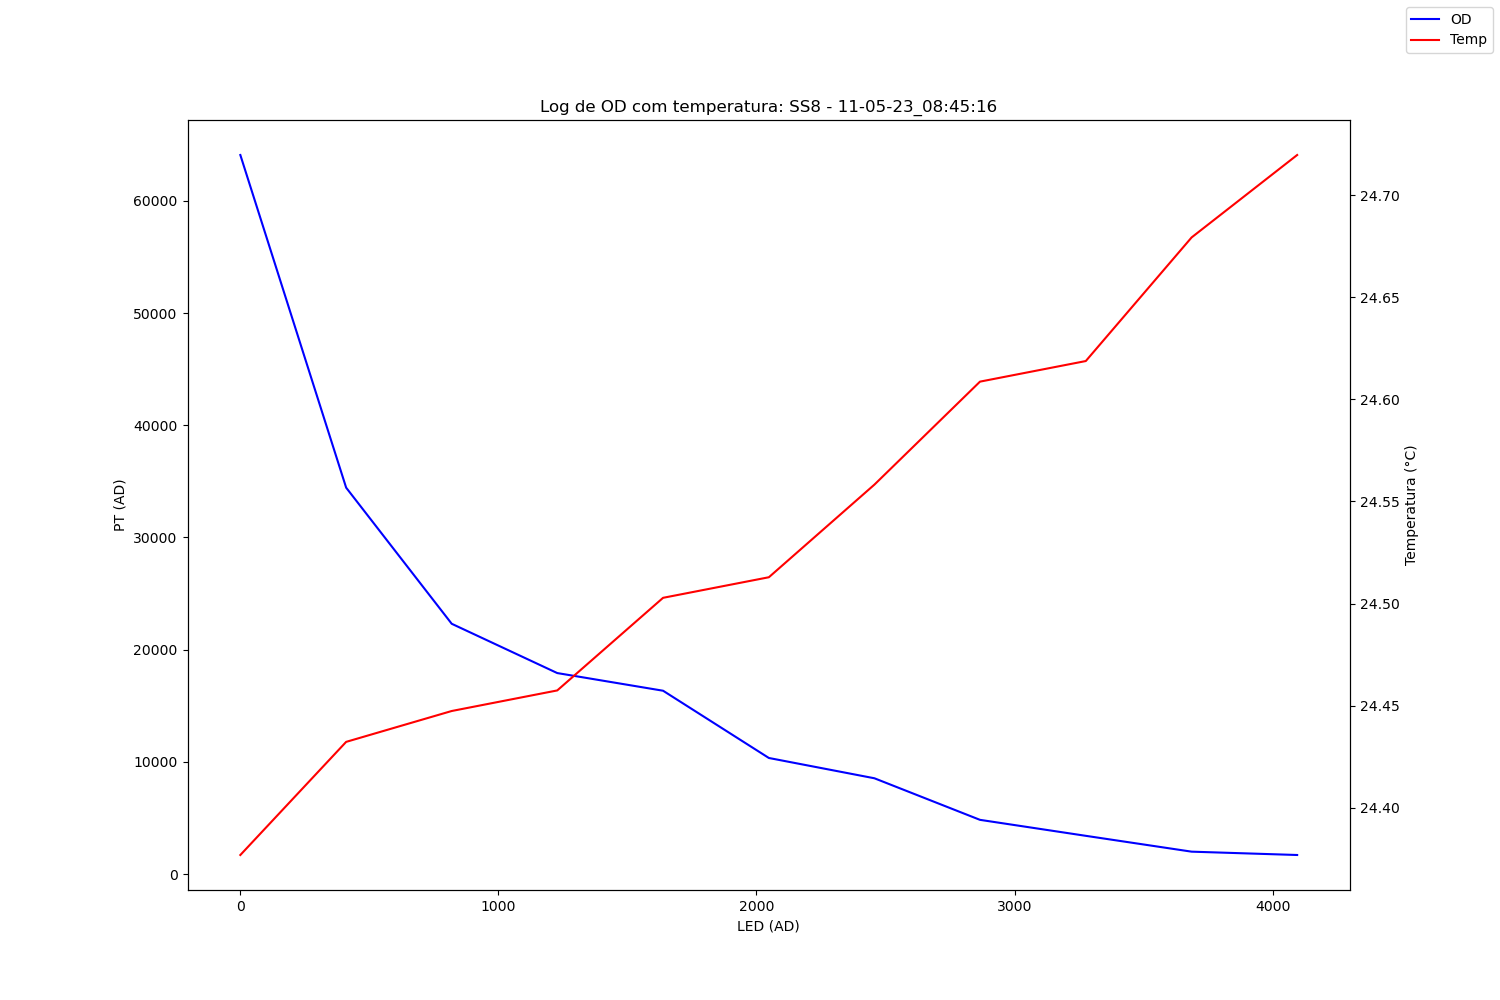 OD
Temp
Log de OD com temperatura: SS8 - 11-05-23_08:45:16
60000
50000
40000
30000
20000
10000
0
PT (AD)
24.70
24.65
24.60
24.55
24.50
24.45
24.40
Temperatura (°C)
0 1000 2000 3000 4000
LED (AD)